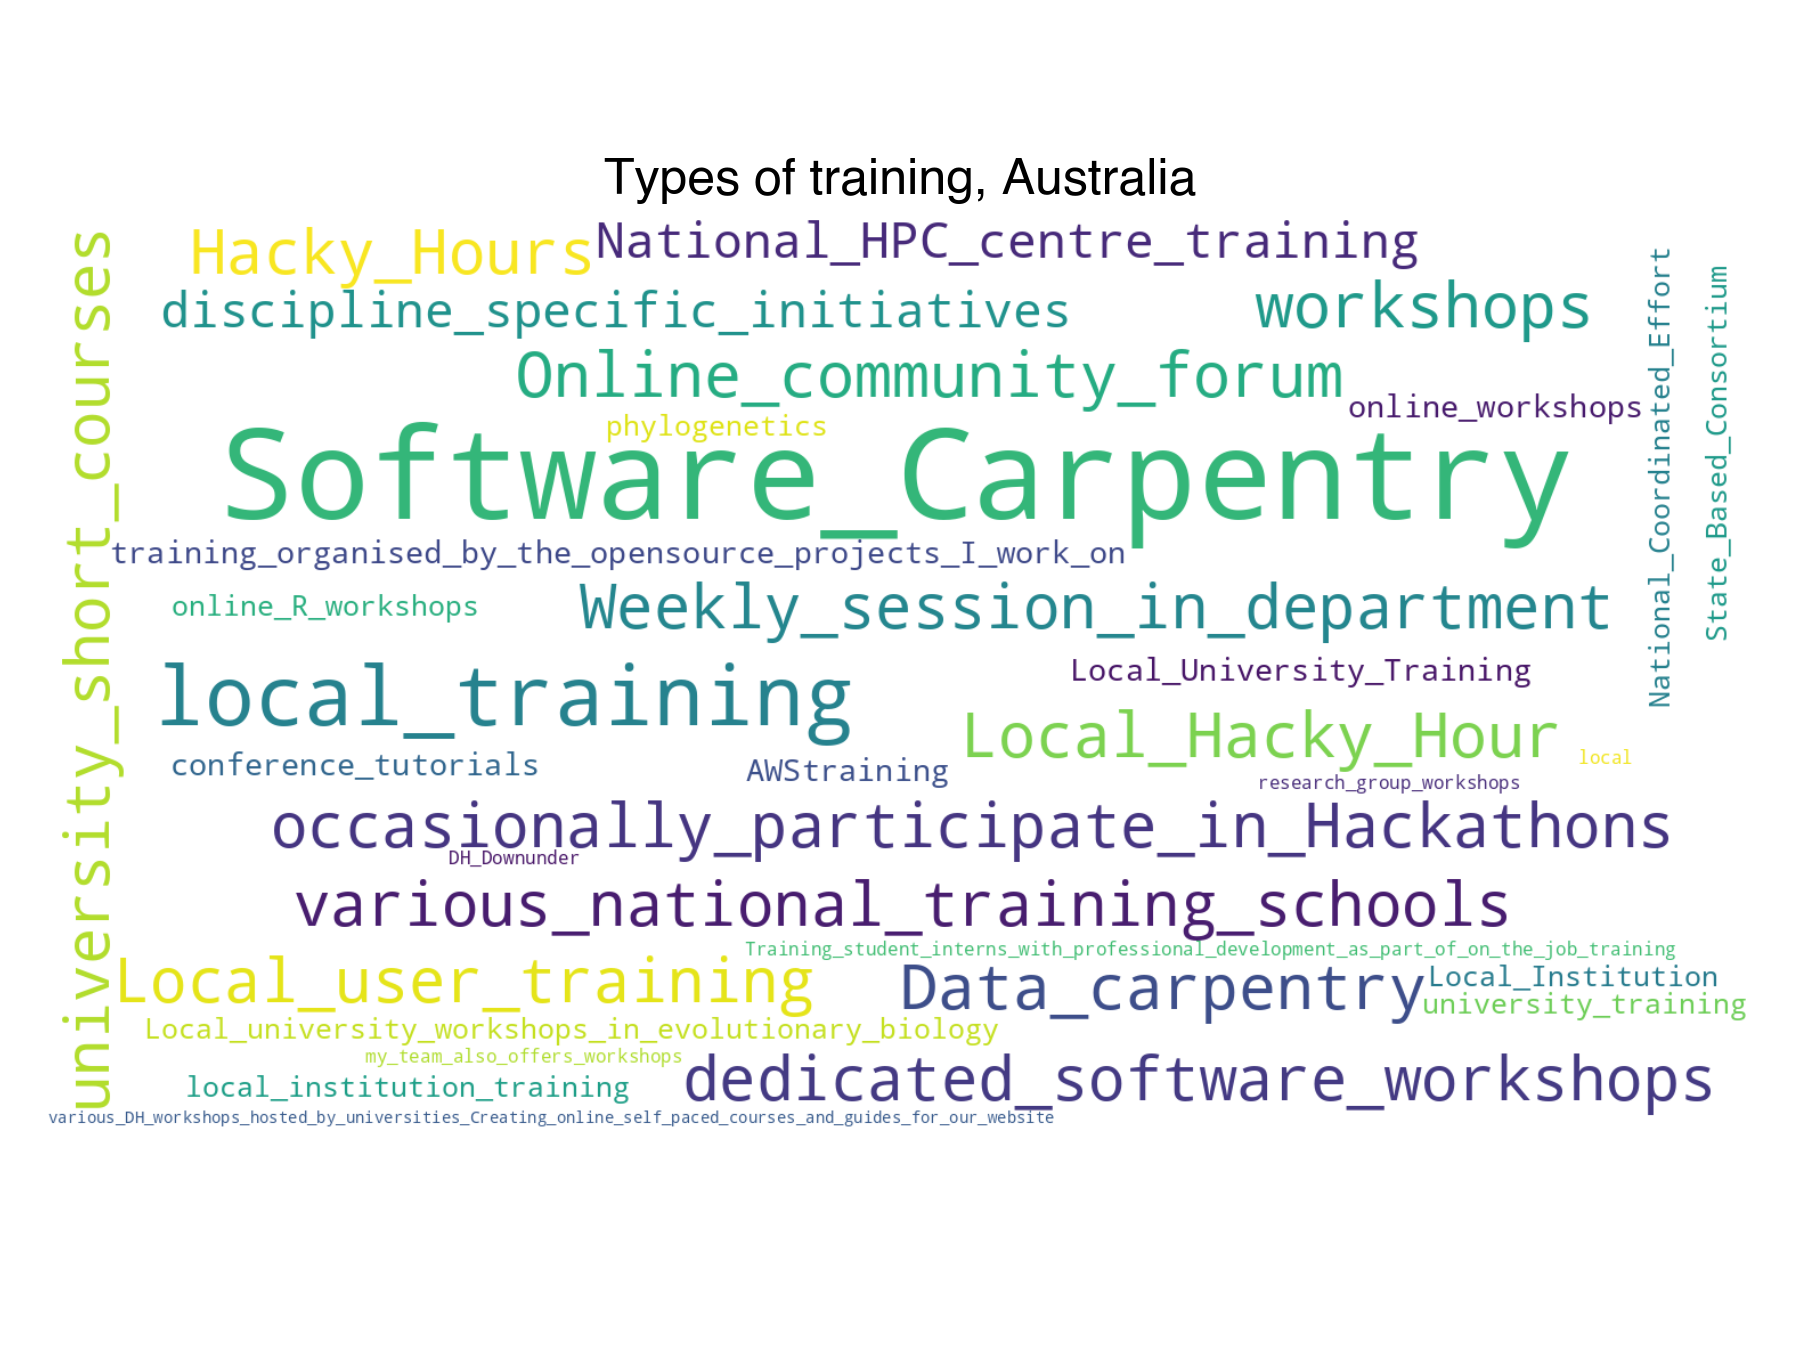 Types of training, Australia
university_short_courses
Hacky_Hours
National_HPC_centre_training
discipline_specific_initiatives
workshops
National_Coordinated_Effort
State_Based_Consortium
Online_community_forum
online_workshops
phylogenetics
Software_Carpentry
training_organised_by_the_opensource_projects_I_work_on
online_R_workshops
Weekly_session_in_department
local_training
Local_University_Training
Local_Hacky_Hour
local
conference_tutorials
AWStraining
research_group_workshops
occasionally_participate_in_Hackathons
DH_Downunder
various_national_training_schools
Training_student_interns_with_professional_development_as_part_of_on_the_job_training
Local_user_training
Data_carpentry
Local_Institution
university_training
Local_university_workshops_in_evolutionary_biology
my_team_also_offers_workshops
dedicated_software_workshops
local_institution_training
various_DH_workshops_hosted_by_universities_Creating_online_self_paced_courses_and_guides_for_our_website